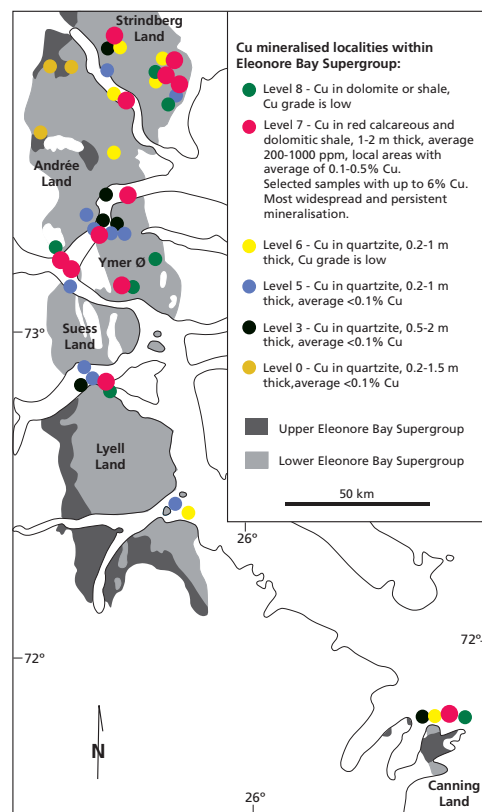 Strindberg
Land
Andrée
Land
Ymer Ø
73°
Suess
Land
Lyell
Land
Cu mineralised localities within
Eleonore Bay Supergroup:
Level 8 - Cu in dolomite or shale,
Cu grade is low
Level 7 - Cu in red calcareous and
dolomitic shale, 1-2 m thick, average
200-1000 ppm, local areas with
average of 0.1-0.5% Cu.
Selected samples with up to 6% Cu.
Most widespread and persistent
mineralisation.
Level 6 - Cu in quartzite, 0.2-1 m
thick, Cu grade is low
Level 5 - Cu in quartzite, 0.2-1 m
thick, average <0.1% Cu
Level 3 - Cu in quartzite, 0.5-2 m
thick, average <0.1% Cu
Level 0 - Cu in quartzite, 0.2-1.5 m
thick,average <0.1% Cu
Upper Eleonore Bay Supergroup
Lower Eleonore Bay Supergroup
50 km
26°
72°
72°
N
Canning
Land
26°